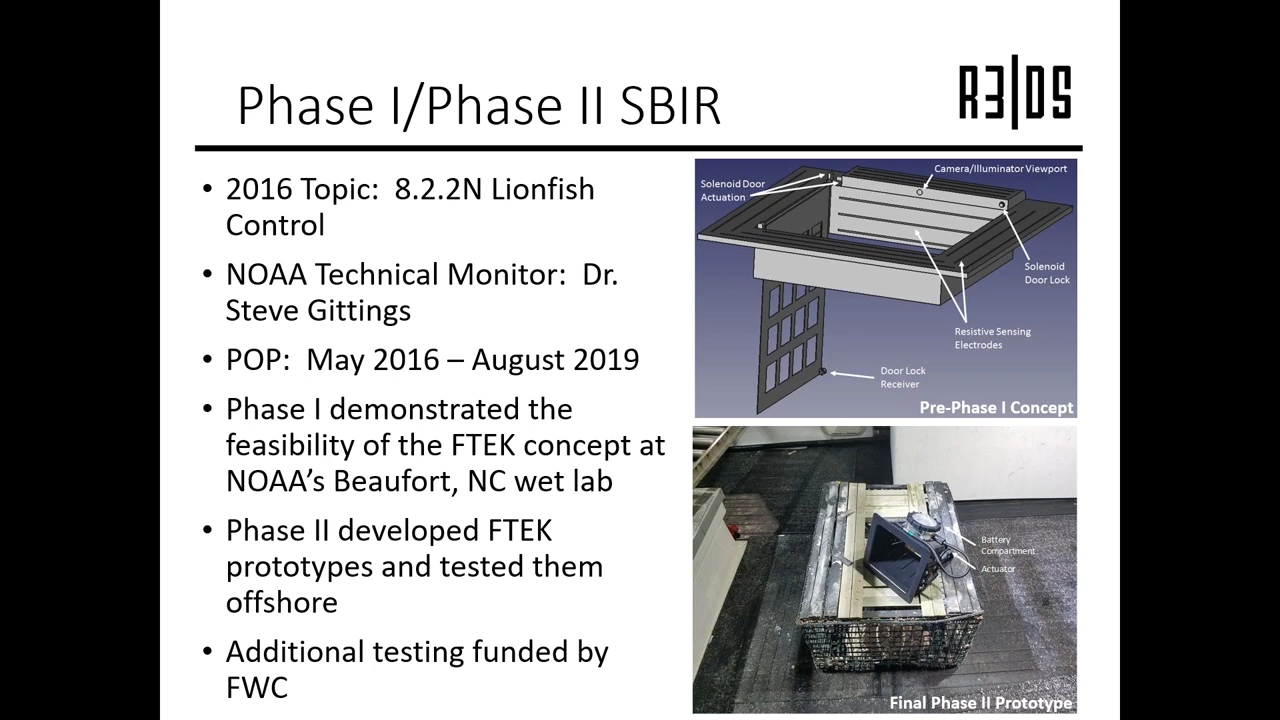 Phase I/Phase II SBIR
R3|DS
• 2016 Topic:  8.2.2N Lionfish
Control
• NOAA Technical Monitor:  Dr.
Steve Gittings
• POP:  May 2016 – August 2019
• Phase I demonstrated the
feasibility of the FTEK concept at
NOAA’s Beaufort, NC wet lab
• Phase II developed FTEK
prototypes and tested them
offshore
• Additional testing funded by
FWC
Camera/Illuminator Viewport
Solenoid Door
Actuation
Solenoid
Door Lock
Resistive Sensing
Electrodes
Door Lock
Receiver
Pre-Phase I Concept
Battery
Compartment
Actuator
Final Phase II Prototype